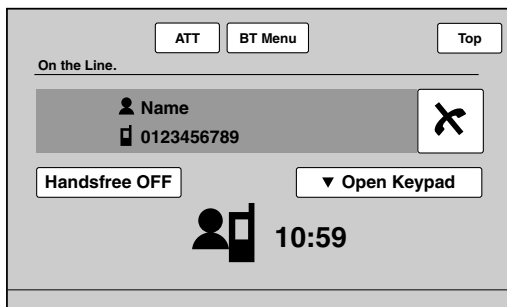 ATT BT Menu Top
On the Line.
Name
0123456789
Handsfree OFF ▼ Open Keypad
10:59